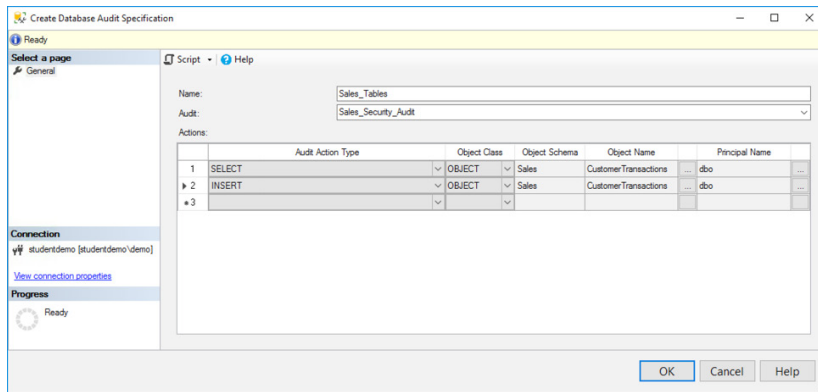 Create Database Audit Specification
Ready
Select a page
General
Script Help
Name: Sales_Tables
Audit: Sales_Security_Audit
Actions:
Audit Action Type Object Class Object Schema Object Name Principal Name
1 SELECT OBJECT Sales CustomerTransactions ... dbo ...
2 INSERT OBJECT Sales CustomerTransactions ... dbo ...
3
Connection
studentdemo [studentdemo\demo]
View connection properties
Progress
Ready
OK Cancel Help